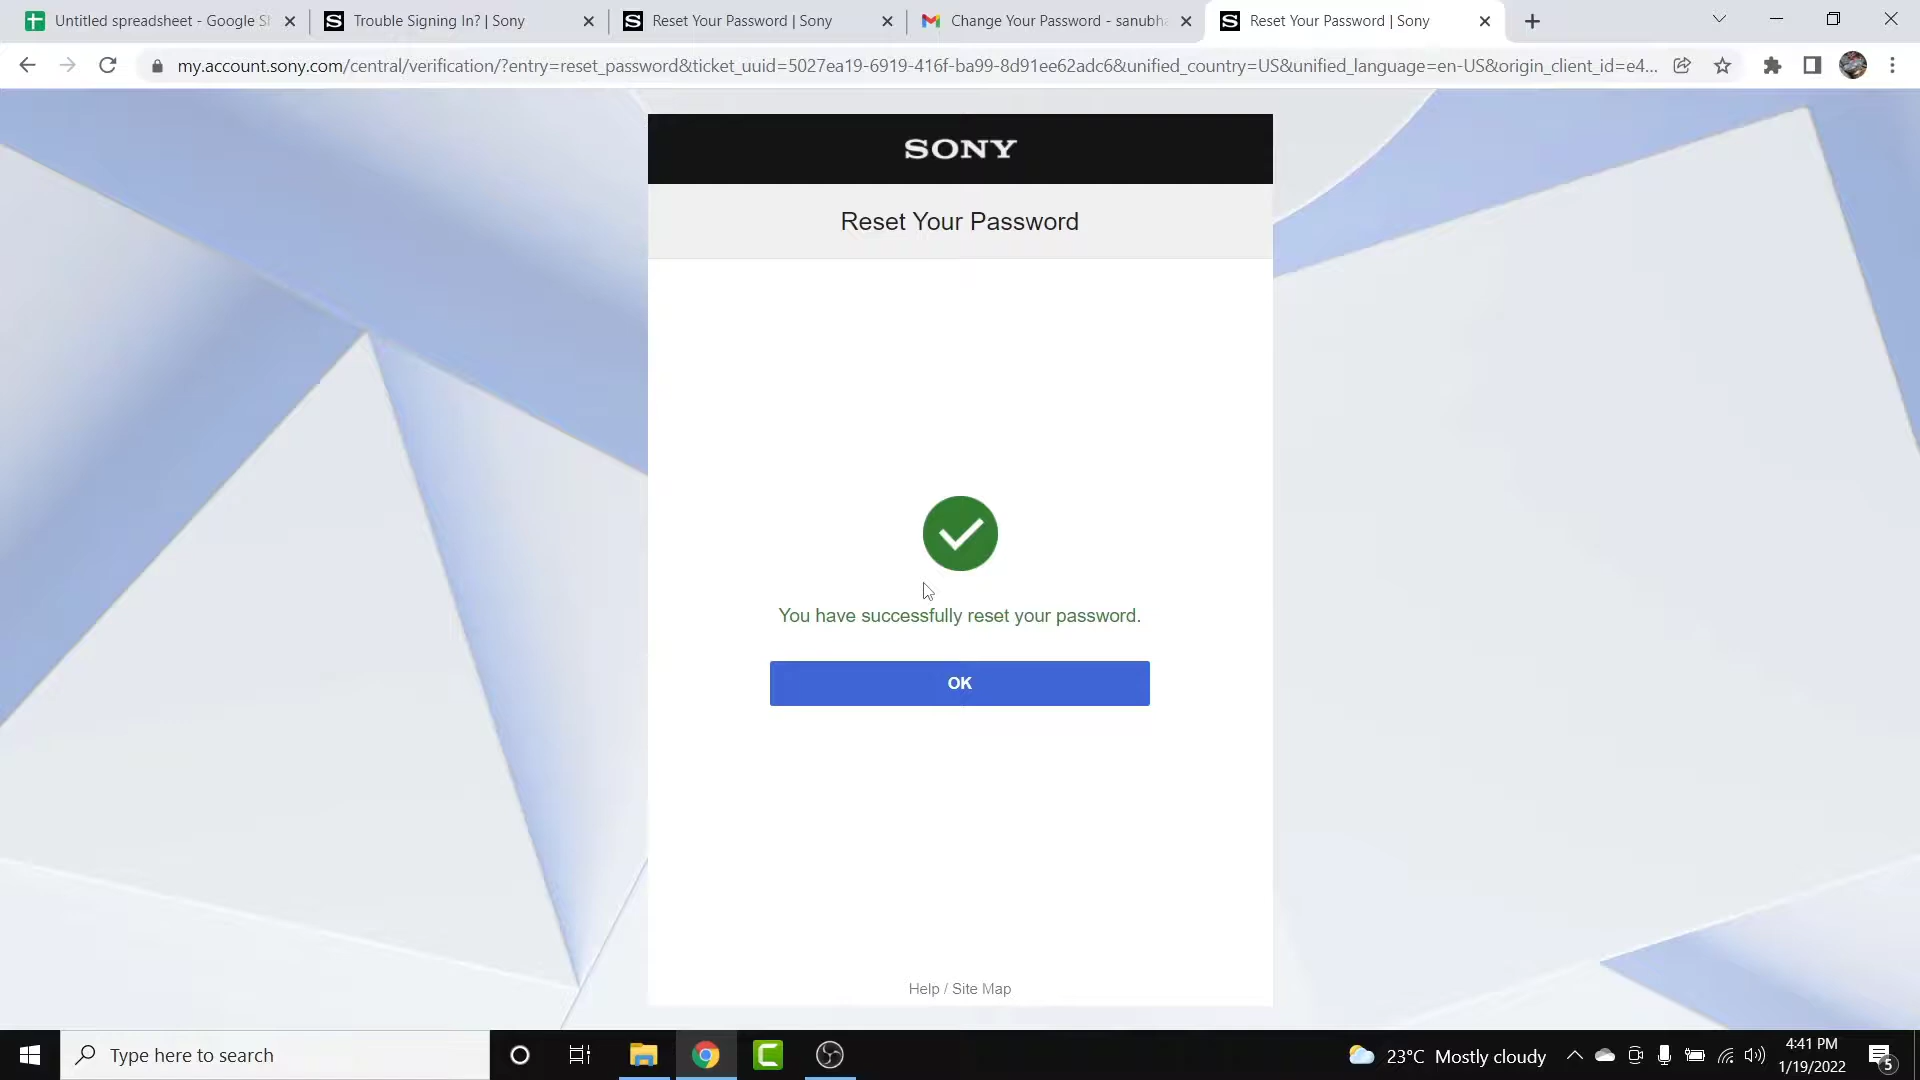 Untitled spreadsheet - Google Sh
Trouble Signing In? | Sony
Reset Your Password | Sony
Change Your Password - sanubha
Reset Your Password | Sony
my.account.sony.com/central/verification/?entry=reset_password&ticket_uuid=5027ea19-6919-416f-ba99-8d91ee62adc6&unified_country=US&unified_language=en-US&origin_client_id=e4...
SONY
Reset Your Password
You have successfully reset your password.
OK
Help / Site Map
Type here to search
23°C Mostly cloudy
4:41 PM
1/19/2022
5